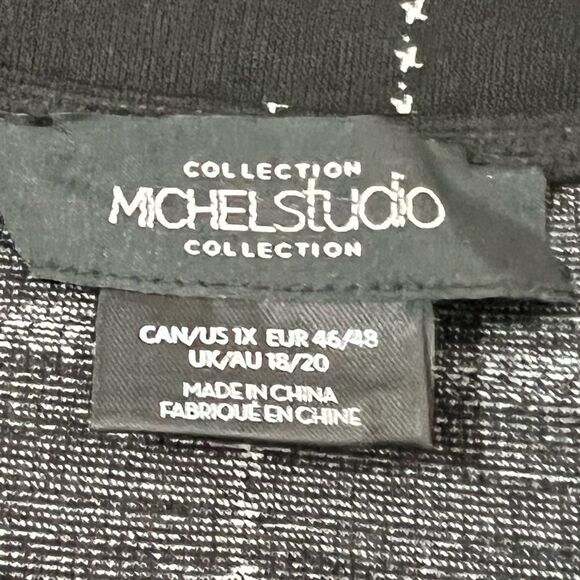 COLLECTION
MICHELstudio
COLLECTION
CAN/US 1X EUR 46/48
UK/AU 18/20
MADE IN CHINA
FABRIQUÉ EN CHINE